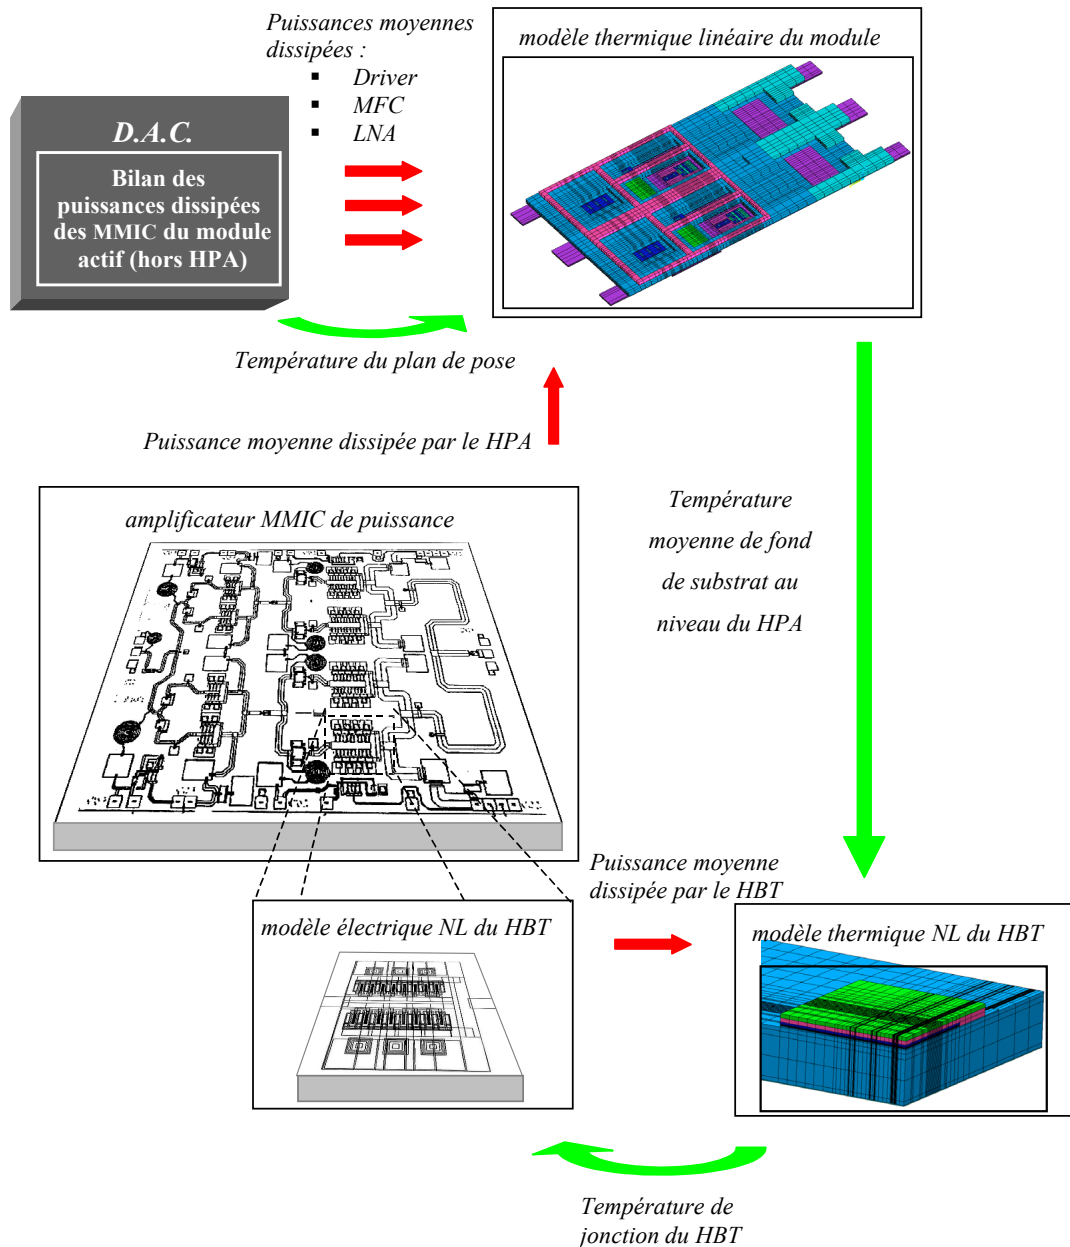 Puissances moyennes
dissipées :
▪ Driver
▪ MFC
▪ LNA
modèle thermique linéaire du module
D.A.C.
Bilan des
puissances dissipées
des MMIC du module
actif (hors HPA)
Température du plan de pose
Puissance moyenne dissipée par le HPA
amplificateur MMIC de puissance
Température
moyenne de fond
de substrat au
niveau du HPA
Puissance moyenne
dissipée par le HBT
modèle électrique NL du HBT
modèle thermique NL du HBT
Température de
jonction du HBT